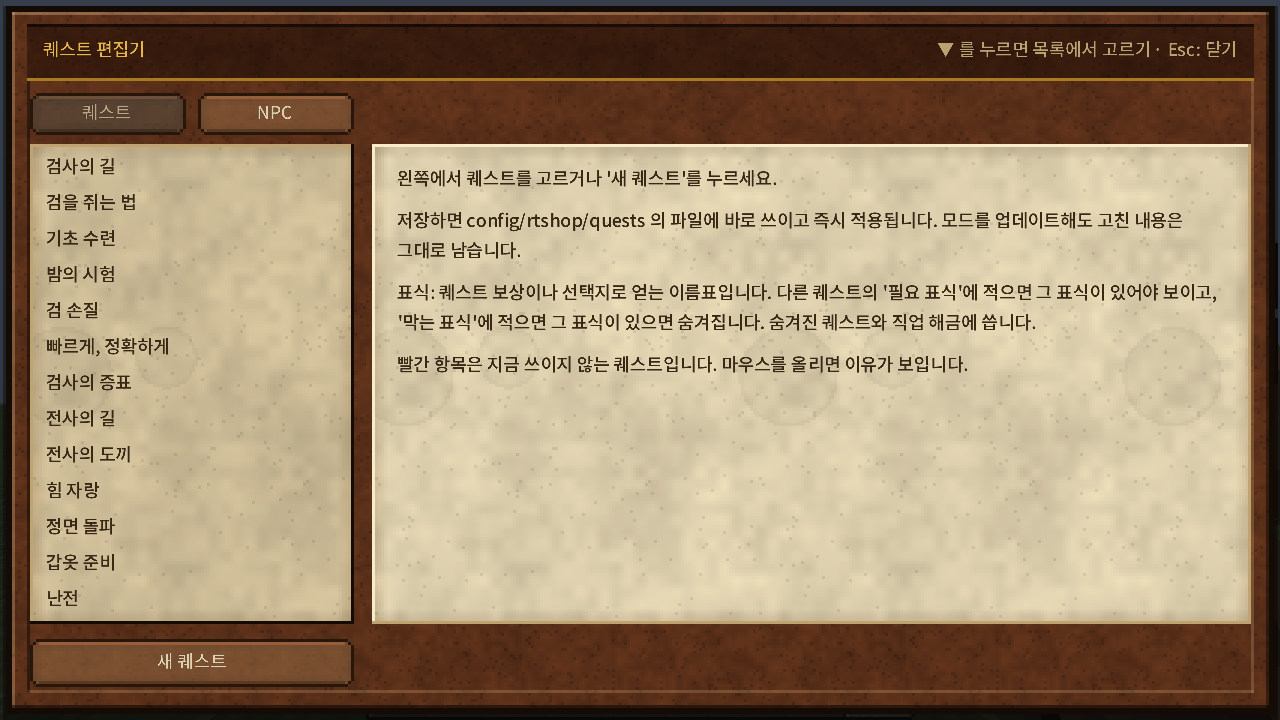 퀘스트 편집기
▼ 를 누르면 목록에서 고르기 · Esc: 닫기
퀘스트
NPC
검사의 길
검을 쥐는 법
기초 수련
밤의 시험
검 손질
빠르게, 정확하게
검사의 증표
전사의 길
전사의 도끼
힘 자랑
정면 돌파
갑옷 준비
난전
새 퀘스트
왼쪽에서 퀘스트를 고르거나 '새 퀘스트'를 누르세요.
저장하면 config/rtshop/quests 의 파일에 바로 쓰이고 즉시 적용됩니다. 모드를 업데이트해도 고친 내용은
그대로 남습니다.
표식: 퀘스트 보상이나 선택지로 얻는 이름표입니다. 다른 퀘스트의 '필요 표식'에 적으면 그 표식이 있어야 보이고,
'막는 표식'에 적으면 그 표식이 있으면 숨겨집니다. 숨겨진 퀘스트와 직업 해금에 씁니다.
빨간 항목은 지금 쓰이지 않는 퀘스트입니다. 마우스를 올리면 이유가 보입니다.